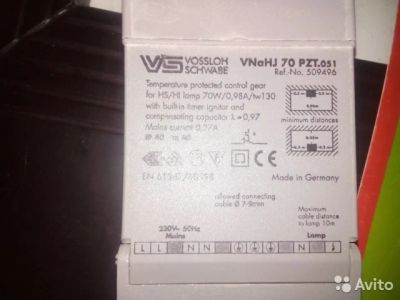 VS VOSSLOH SCHWABE
VNaHJ 70 PZT.051
Ref.-No. 509496
Temperature protected control gear
for HS/HI lamp 70W/0,98A/tw130
with built-in timer ignitor and
compensating capacitor λ = 0,97
Mains current 0,37A
minimum distances
Made in Germany
allowed connecting
cable Ø 7-9mm
Maximum
cable distance
to lamp 10m
230V~ 50Hz
Mains
Lamp
L L N N N
Avito